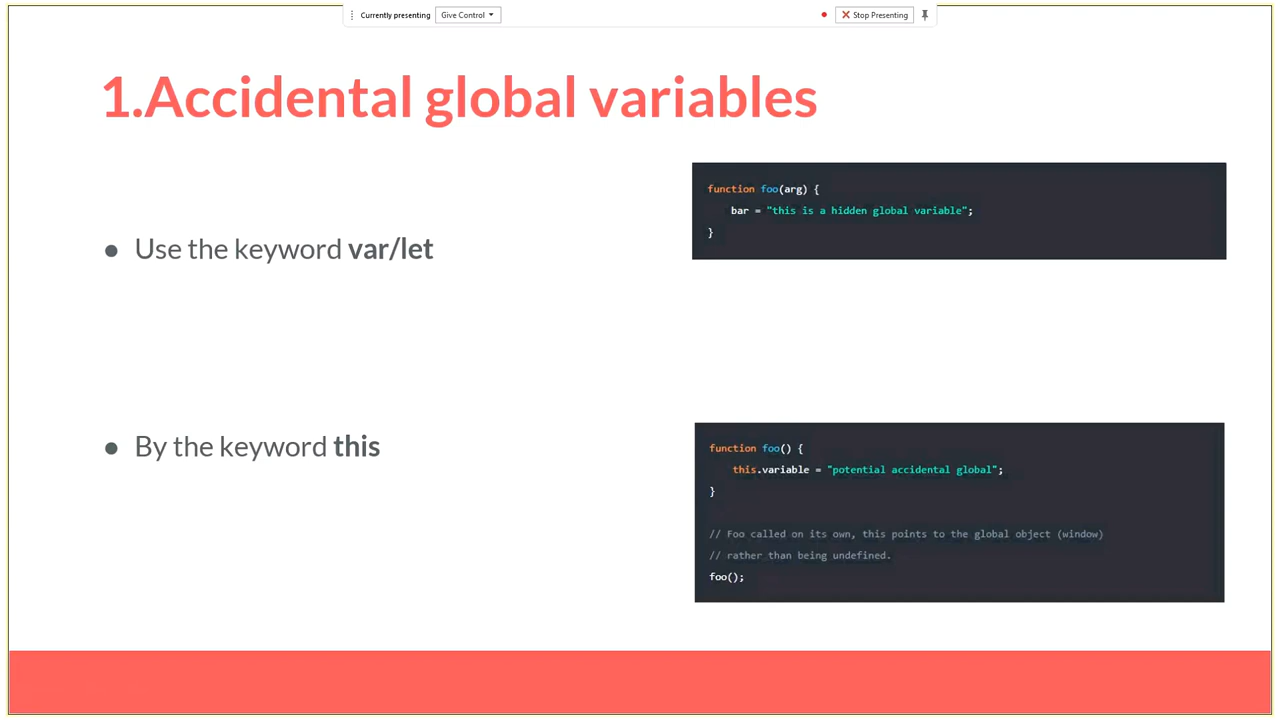 Currently presenting Give Control Stop Presenting
1.Accidental global variables
function foo(arg) {
bar = "this is a hidden global variable";
}
● Use the keyword var/let
● By the keyword this
function foo() {
this.variable = "potential accidental global";
}
// Foo called on its own, this points to the global object (window)
// rather than being undefined.
foo();